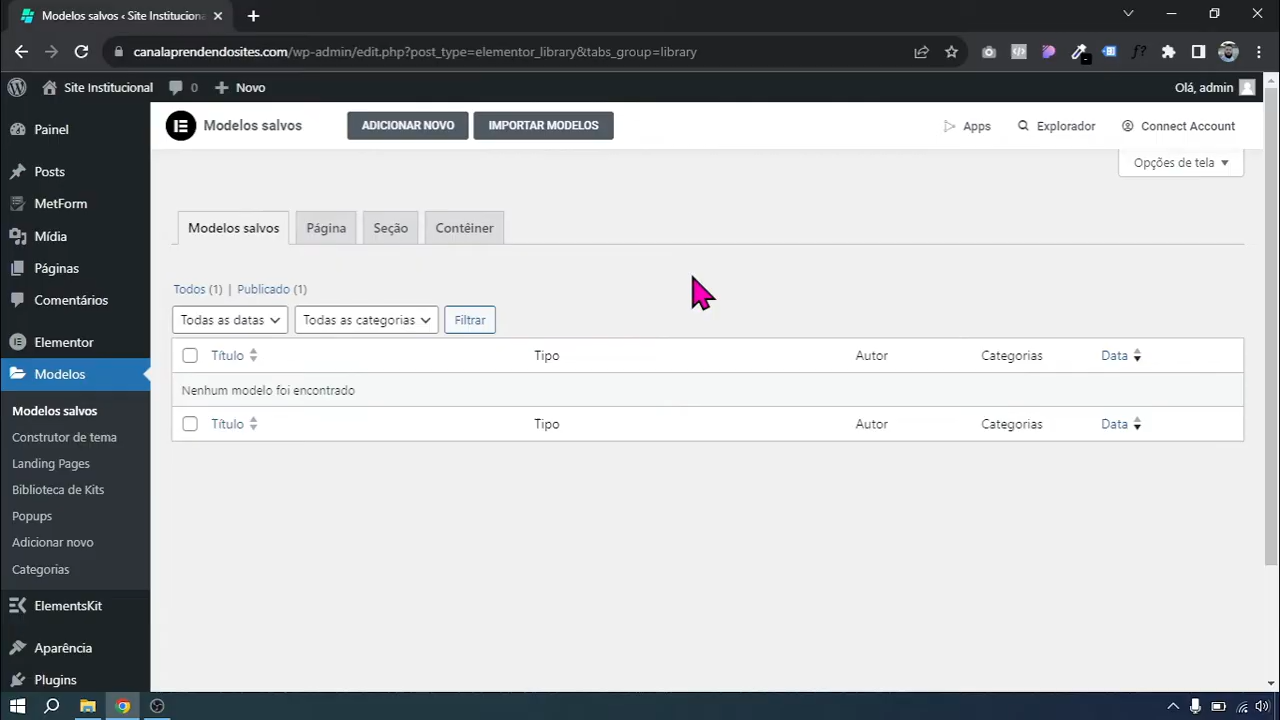 Modelos salvos ‹ Site Institucional
canalaprendendosites.com/wp-admin/edit.php?post_type=elementor_library&tabs_group=library
Site Institucional
0
Novo
Olá, admin
Painel
Posts
MetForm
Mídia
Páginas
Comentários
Elementor
Modelos
Modelos salvos
Construtor de tema
Landing Pages
Biblioteca de Kits
Popups
Adicionar novo
Categorias
ElementsKit
Aparência
Plugins
Modelos salvos
ADICIONAR NOVO
IMPORTAR MODELOS
Apps
Explorador
Connect Account
Opções de tela
Modelos salvos
Página
Seção
Contêiner
Todos (1) | Publicado (1)
Todas as datas
Todas as categorias
Filtrar
Título Tipo Autor Categorias Data
Nenhum modelo foi encontrado
Título Tipo Autor Categorias Data